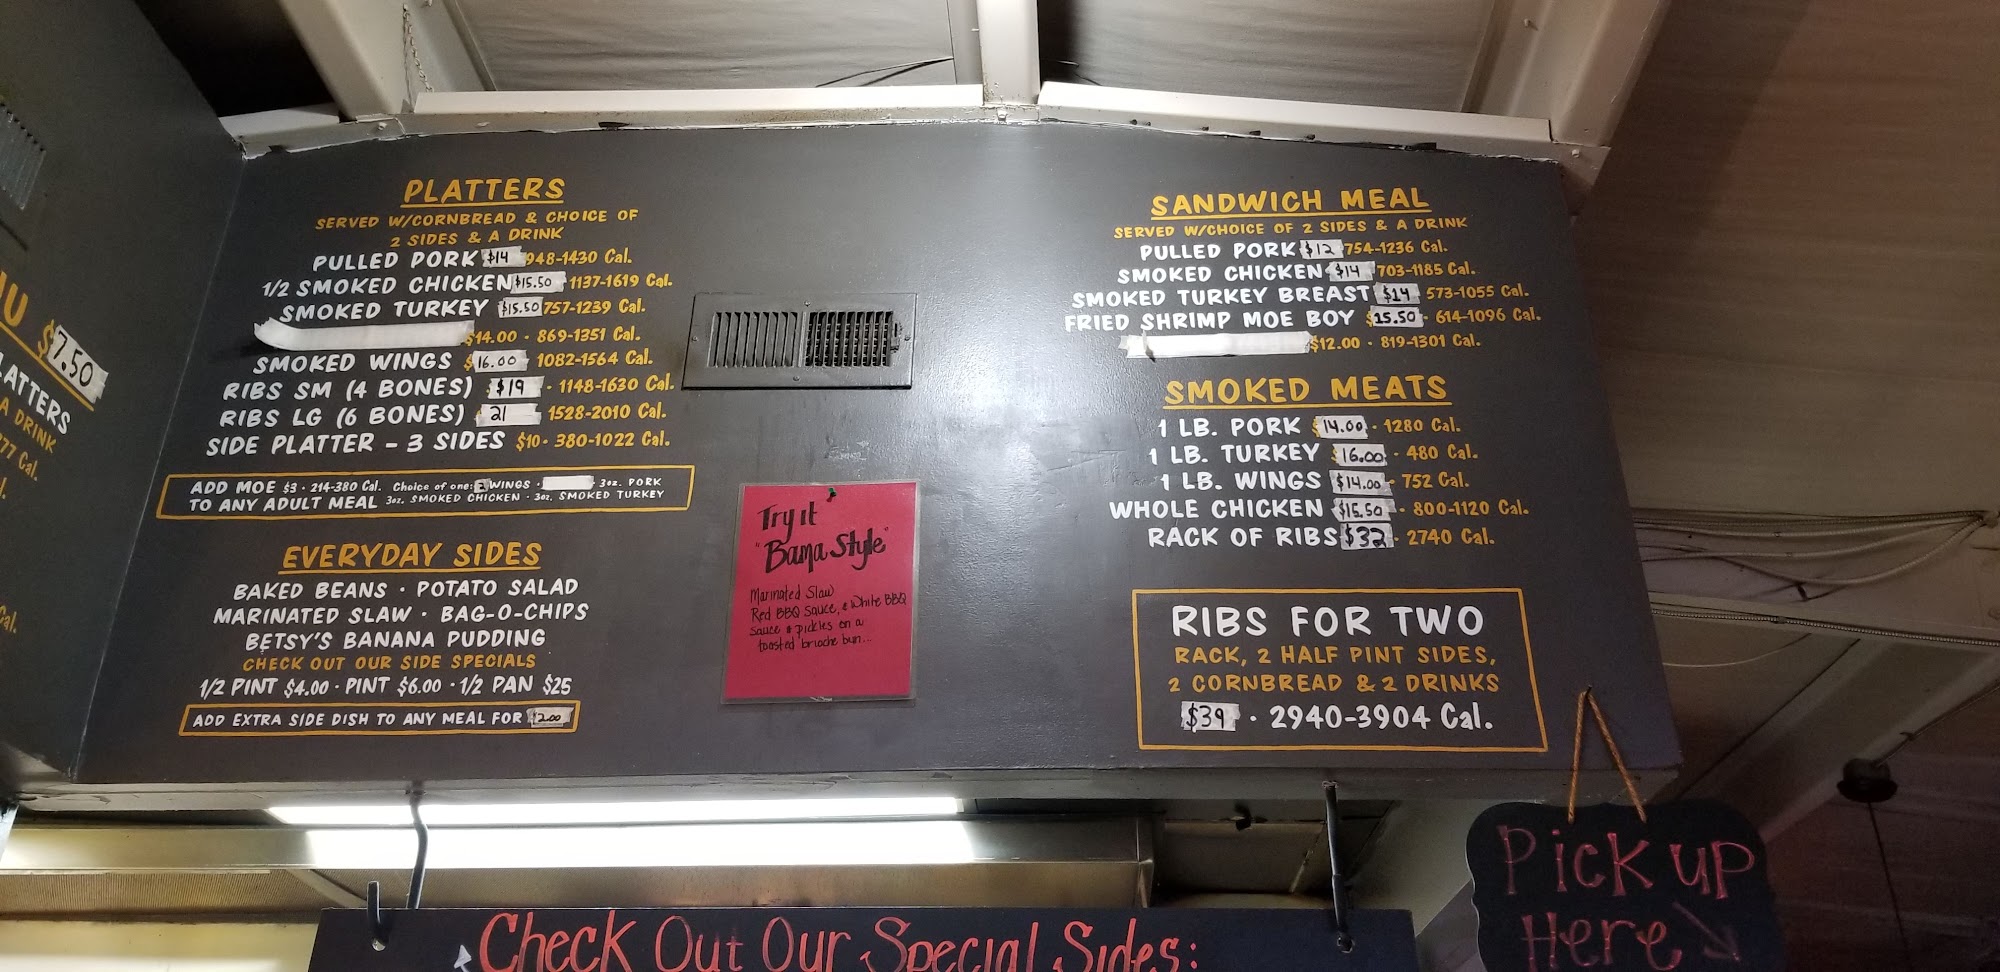 PLATTERS
SERVED W/CORNBREAD & CHOICE OF
2 SIDES & A DRINK
PULLED PORK $14 948-1430 Cal.
1/2 SMOKED CHICKEN $15.50 1137-1619 Cal.
SMOKED TURKEY $15.50 757-1239 Cal.
$14.00 · 869-1351 Cal.
SMOKED WINGS $16.00 1082-1564 Cal.
RIBS SM (4 BONES) $19 · 1148-1630 Cal.
RIBS LG (6 BONES) 21 1528-2010 Cal.
SIDE PLATTER - 3 SIDES $10 · 380-1022 Cal.
ADD MOE $3 · 214-380 Cal. Choice of one: 2 WINGS · 3oz. PORK
TO ANY ADULT MEAL 3oz. SMOKED CHICKEN · 3oz. SMOKED TURKEY
EVERYDAY SIDES
BAKED BEANS · POTATO SALAD
MARINATED SLAW · BAG-O-CHIPS
BETSY'S BANANA PUDDING
CHECK OUT OUR SIDE SPECIALS
1/2 PINT $4.00 · PINT $6.00 · 1/2 PAN $25
ADD EXTRA SIDE DISH TO ANY MEAL FOR $2.00
Try it
"Bama Style"
Marinated Slaw
Red BBQ Sauce, & White BBQ
Sauce & pickles on a
toasted brioche bun...
SANDWICH MEAL
SERVED W/CHOICE OF 2 SIDES & A DRINK
PULLED PORK $12 754-1236 Cal.
SMOKED CHICKEN $14 703-1185 Cal.
SMOKED TURKEY BREAST $14 573-1055 Cal.
FRIED SHRIMP MOE BOY $15.50 · 614-1096 Cal.
$12.00 · 819-1301 Cal.
SMOKED MEATS
1 LB. PORK $14.00 · 1280 Cal.
1 LB. TURKEY 16.00 · 480 Cal.
1 LB. WINGS $14.00 · 752 Cal.
WHOLE CHICKEN $15.50 · 800-1120 Cal.
RACK OF RIBS $32 · 2740 Cal.
RIBS FOR TWO
RACK, 2 HALF PINT SIDES,
2 CORNBREAD & 2 DRINKS
$39 · 2940-3904 Cal.
$7.50
A DRINK
Cal.
Check Out Our Special Sides:
Pick up
Here